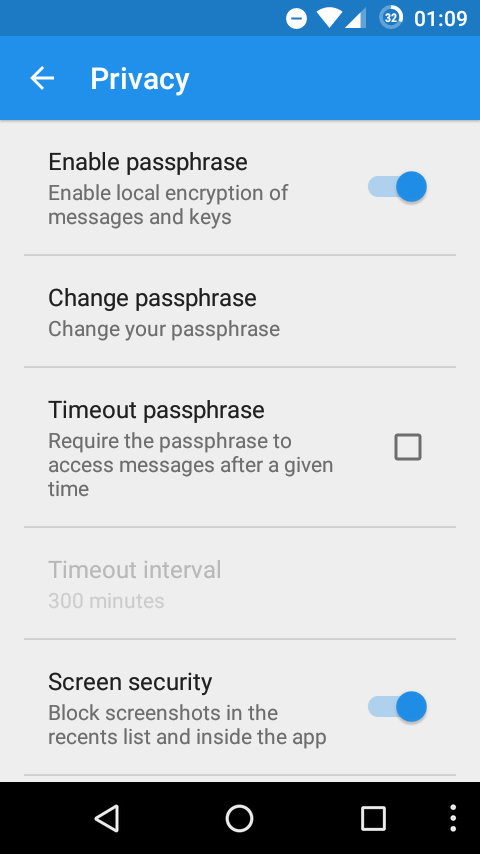 32 01:09
Privacy
Enable passphrase
Enable local encryption of
messages and keys
Change passphrase
Change your passphrase
Timeout passphrase
Require the passphrase to
access messages after a given
time
Timeout interval
300 minutes
Screen security
Block screenshots in the
recents list and inside the app